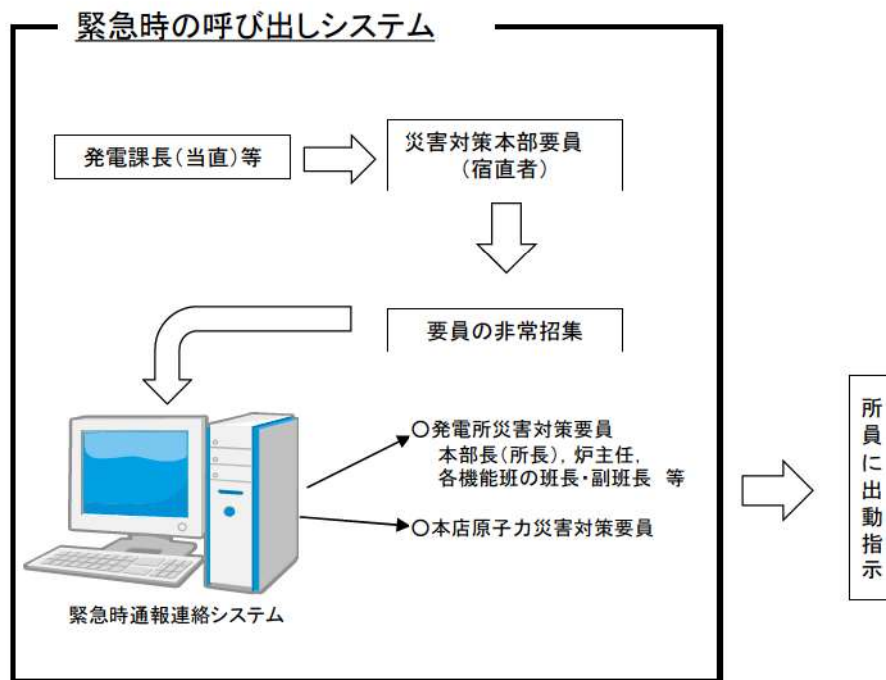 緊急時の呼び出しシステム
発電課長(当直)等
災害対策本部要員
(宿直者)
要員の非常招集
○発電所災害対策要員
本部長(所長),炉主任,
各機能班の班長・副班長 等
○本店原子力災害対策要員
緊急時通報連絡システム
所員に出動指示